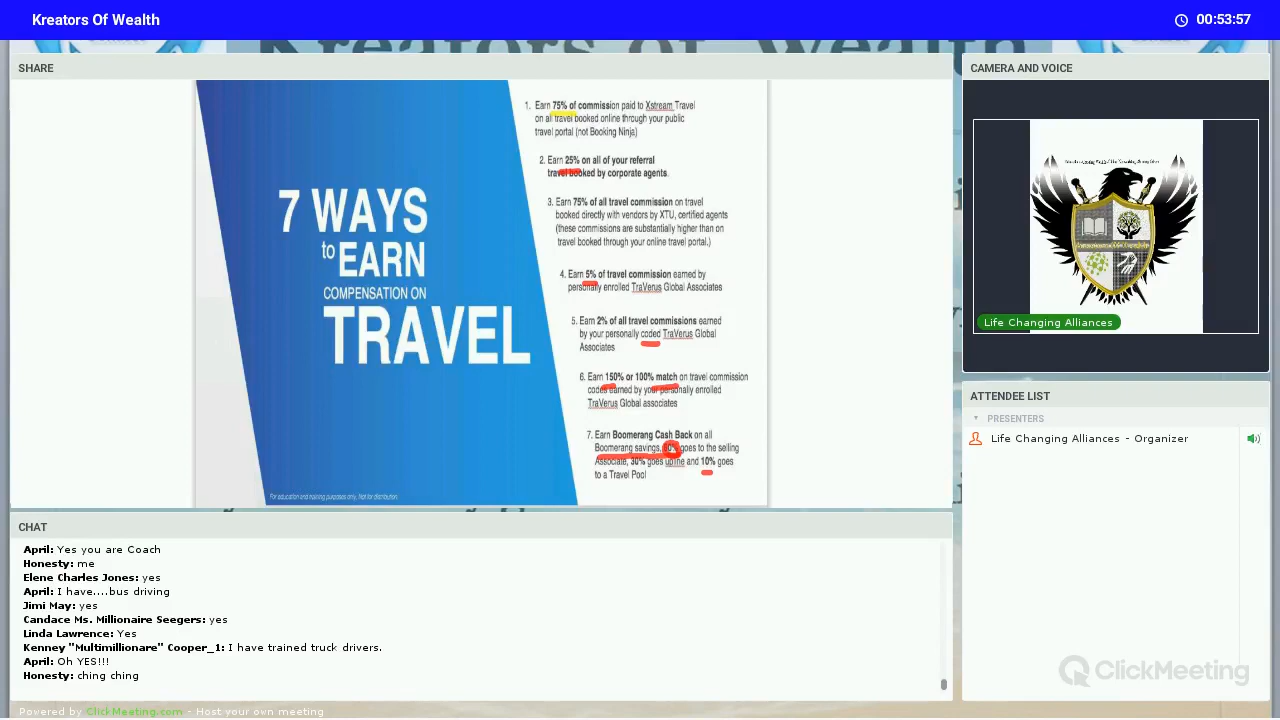 Kreators Of Wealth
00:53:57
Kreators of Wealth
SHARE
7 WAYS
to EARN
COMPENSATION ON
TRAVEL
For education and training purposes only. Not for distribution.
1. Earn 75% of commission paid to Xstream Travel
on all travel booked online through your public
travel portal (not Booking Ninja)
2. Earn 25% on all of your referral
travel booked by corporate agents.
3. Earn 75% of all travel commission on travel
booked directly with vendors by XTU, certified agents
(these commissions are substantially higher than on
travel booked through your online travel portal.)
4. Earn 5% of travel commission earned by
personally enrolled TraVerus Global Associates
5. Earn 2% of all travel commissions earned
by your personally coded TraVerus Global
Associates
6. Earn 150% or 100% match on travel commission
codes earned by your personally enrolled
TraVerus Global associates
7. Earn Boomerang Cash Back on all
Boomerang savings, goes to the selling
Associate, 30% goes upline and 10% goes
to a Travel Pool
CAMERA AND VOICE
Life Changing Alliances
ATTENDEE LIST
PRESENTERS
Life Changing Alliances - Organizer
CHAT
April: Yes you are Coach
Honesty: me
Elene Charles Jones: yes
April: I have....bus driving
Jimi May: yes
Candace Ms. Millionaire Seegers: yes
Linda Lawrence: Yes
Kenney "Multimillionare" Cooper_1: I have trained truck drivers.
April: Oh YES!!!
Honesty: ching ching
ClickMeeting
Powered by ClickMeeting.com - Host your own meeting